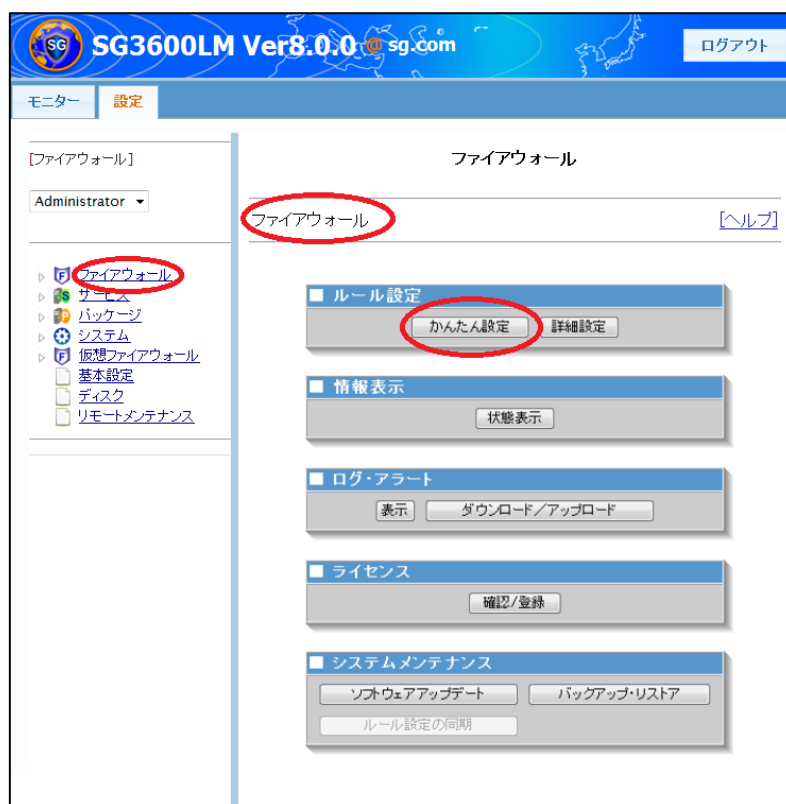 SG SG3600LM Ver8.0.0 @ sg.com ログアウト
モニター 設定
[ファイアウォール]
Administrator
ファイアウォール
サービス
パッケージ
システム
仮想ファイアウォール
基本設定
ディスク
リモートメンテナンス
ファイアウォール
ファイアウォール [ヘルプ]
■ ルール設定
かんたん設定 詳細設定
■ 情報表示
状態表示
■ ログ・アラート
表示 ダウンロード/アップロード
■ ライセンス
確認/登録
■ システムメンテナンス
ソフトウェアアップデート バックアップ・リストア
ルール設定の同期